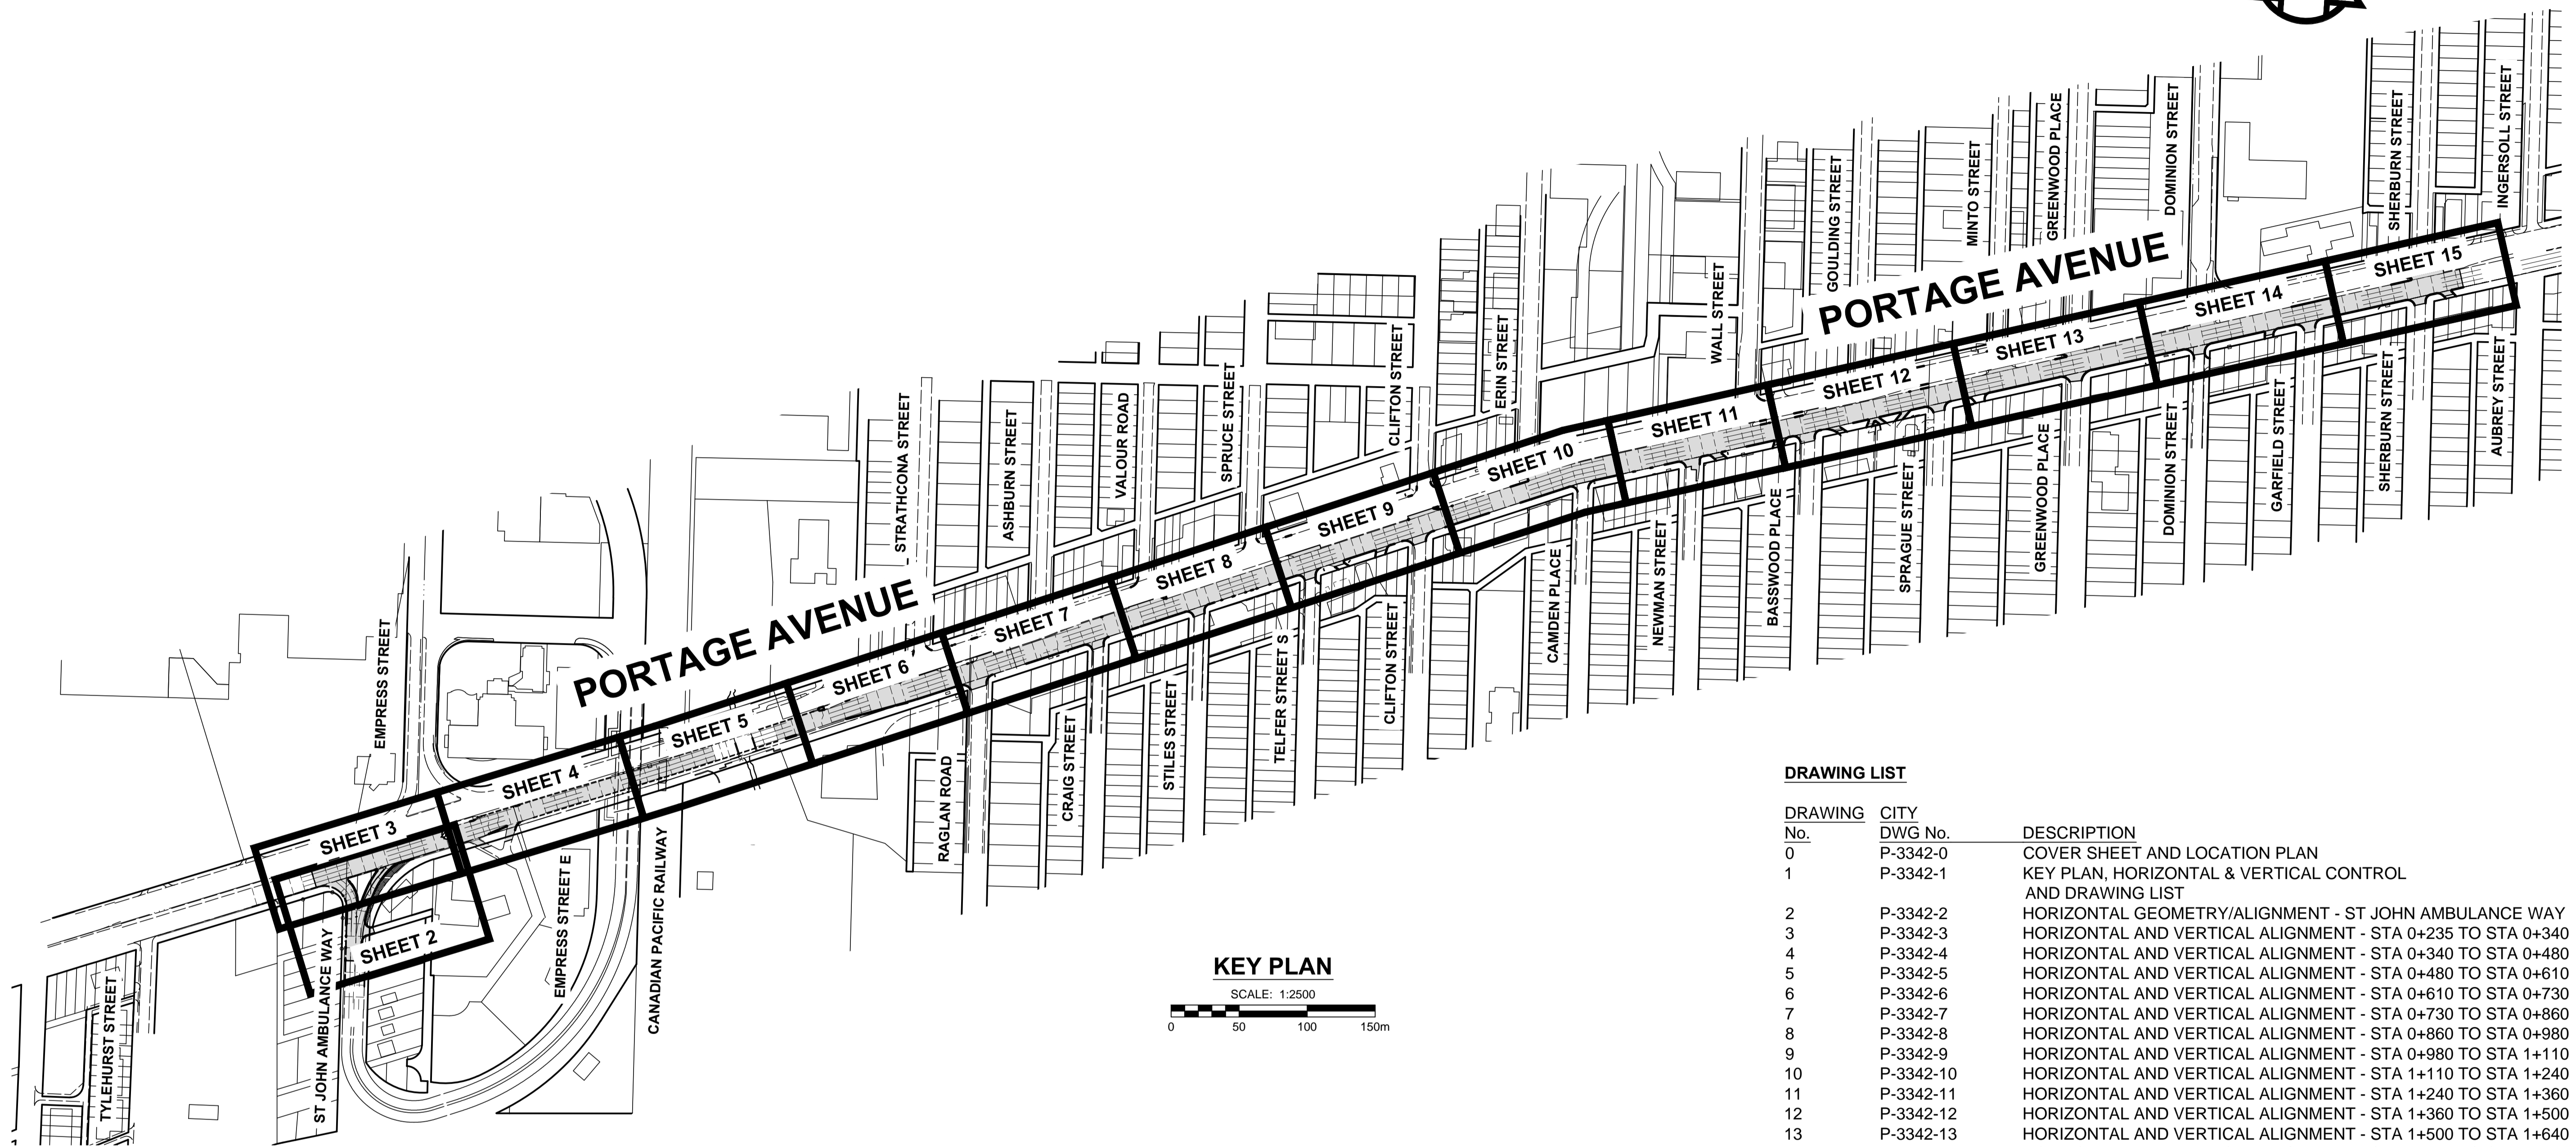 INGERSOLL STREET
SHERBURN STREET
DOMINION STREET
GREENWOOD PLACE
MINTO STREET
GOULDING STREET
WALL STREET
ERIN STREET
CLIFTON STREET
SPRUCE STREET
VALOUR ROAD
ASHBURN STREET
STRATHCONA STREET
EMPRESS STREET
PORTAGE AVENUE
PORTAGE AVENUE
SHEET 2
SHEET 3
SHEET 4
SHEET 5
SHEET 6
SHEET 7
SHEET 8
SHEET 9
SHEET 10
SHEET 11
SHEET 12
SHEET 13
SHEET 14
SHEET 15
TYLEHURST STREET
ST JOHN AMBULANCE WAY
EMPRESS STREET E
CANADIAN PACIFIC RAILWAY
RAGLAN ROAD
CRAIG STREET
STILES STREET
TELFER STREET S
CLIFTON STREET
CAMDEN PLACE
NEWMAN STREET
BASSWOOD PLACE
SPRAGUE STREET
GREENWOOD PLACE
DOMINION STREET
GARFIELD STREET
SHERBURN STREET
AUBREY STREET
KEY PLAN
SCALE: 1:2500
0 50 100 150m
DRAWING LIST
DRAWING CITY
No. DWG No. DESCRIPTION
0 P-3342-0 COVER SHEET AND LOCATION PLAN
1 P-3342-1 KEY PLAN, HORIZONTAL & VERTICAL CONTROL
AND DRAWING LIST
2 P-3342-2 HORIZONTAL GEOMETRY/ALIGNMENT - ST JOHN AMBULANCE WAY
3 P-3342-3 HORIZONTAL AND VERTICAL ALIGNMENT - STA 0+235 TO STA 0+340
4 P-3342-4 HORIZONTAL AND VERTICAL ALIGNMENT - STA 0+340 TO STA 0+480
5 P-3342-5 HORIZONTAL AND VERTICAL ALIGNMENT - STA 0+480 TO STA 0+610
6 P-3342-6 HORIZONTAL AND VERTICAL ALIGNMENT - STA 0+610 TO STA 0+730
7 P-3342-7 HORIZONTAL AND VERTICAL ALIGNMENT - STA 0+730 TO STA 0+860
8 P-3342-8 HORIZONTAL AND VERTICAL ALIGNMENT - STA 0+860 TO STA 0+980
9 P-3342-9 HORIZONTAL AND VERTICAL ALIGNMENT - STA 0+980 TO STA 1+110
10 P-3342-10 HORIZONTAL AND VERTICAL ALIGNMENT - STA 1+110 TO STA 1+240
11 P-3342-11 HORIZONTAL AND VERTICAL ALIGNMENT - STA 1+240 TO STA 1+360
12 P-3342-12 HORIZONTAL AND VERTICAL ALIGNMENT - STA 1+360 TO STA 1+500
13 P-3342-13 HORIZONTAL AND VERTICAL ALIGNMENT - STA 1+500 TO STA 1+640